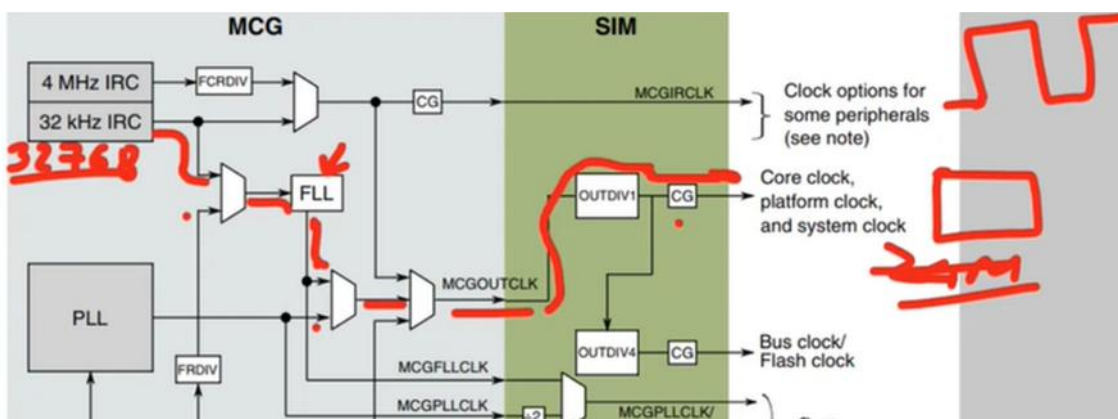 MCG
SIM
4 MHz IRC
FCRDIV
CG
MCGIRCLK
Clock options for
some peripherals
(see note)
32 kHz IRC
32768
FLL
OUTDIV1
CG
Core clock,
platform clock,
and system clock
MCGOUTCLK
PLL
OUTDIV4
CG
Bus clock/
Flash clock
FRDIV
MCGFLLCLK
MCGPLLCLK
÷2
MCGPLLCLK/